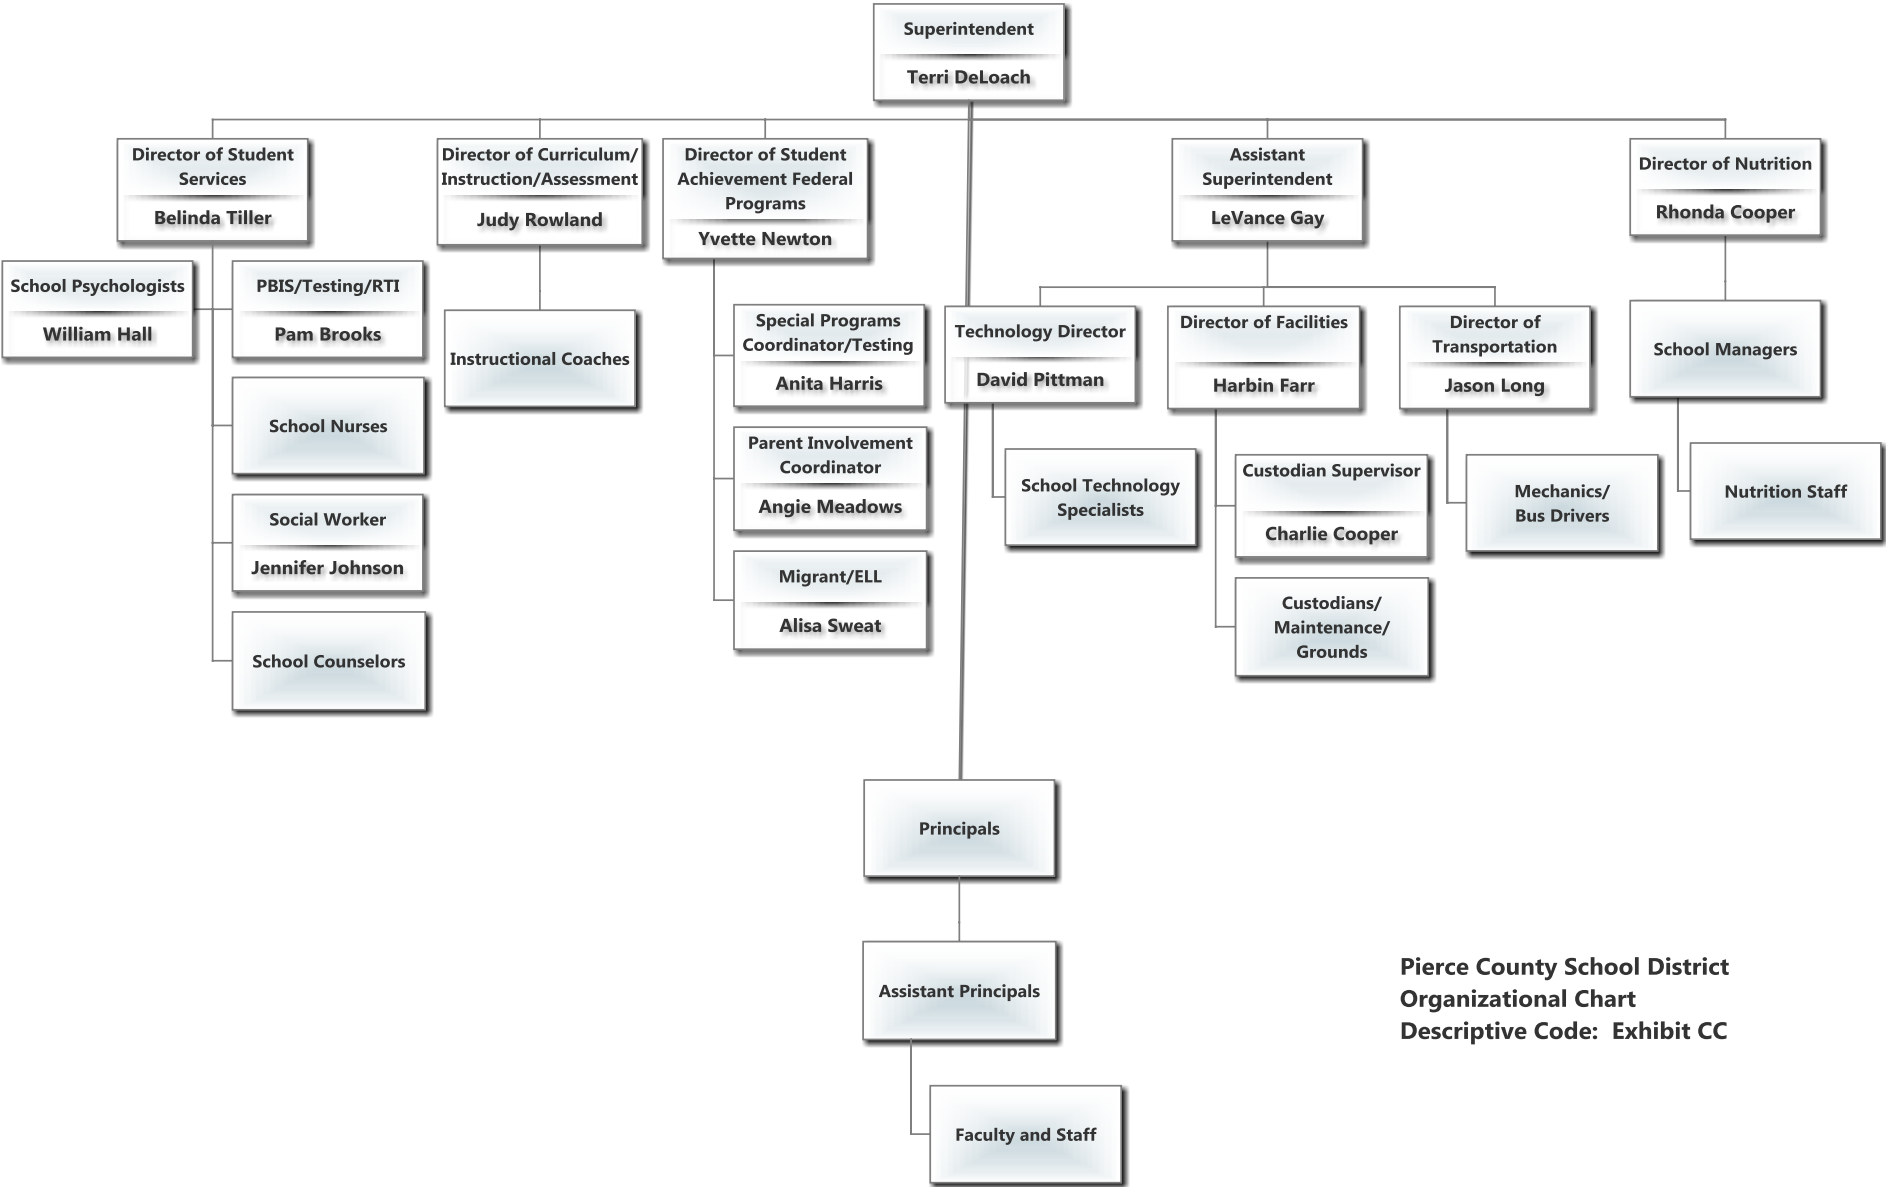 Superintendent
Terri DeLoach
Director of Student
Services
Belinda Tiller
Director of Curriculum/
Instruction/Assessment
Judy Rowland
Director of Student
Achievement Federal
Programs
Yvette Newton
Assistant
Superintendent
LeVance Gay
Director of Nutrition
Rhonda Cooper
School Psychologists
William Hall
PBIS/Testing/RTI
Pam Brooks
School Nurses
Social Worker
Jennifer Johnson
School Counselors
Instructional Coaches
Special Programs
Coordinator/Testing
Anita Harris
Parent Involvement
Coordinator
Angie Meadows
Migrant/ELL
Alisa Sweat
Technology Director
David Pittman
School Technology
Specialists
Director of Facilities
Harbin Farr
Custodian Supervisor
Charlie Cooper
Custodians/
Maintenance/
Grounds
Director of
Transportation
Jason Long
Mechanics/
Bus Drivers
School Managers
Nutrition Staff
Principals
Assistant Principals
Faculty and Staff
Pierce County School District
Organizational Chart
Descriptive Code:  Exhibit CC